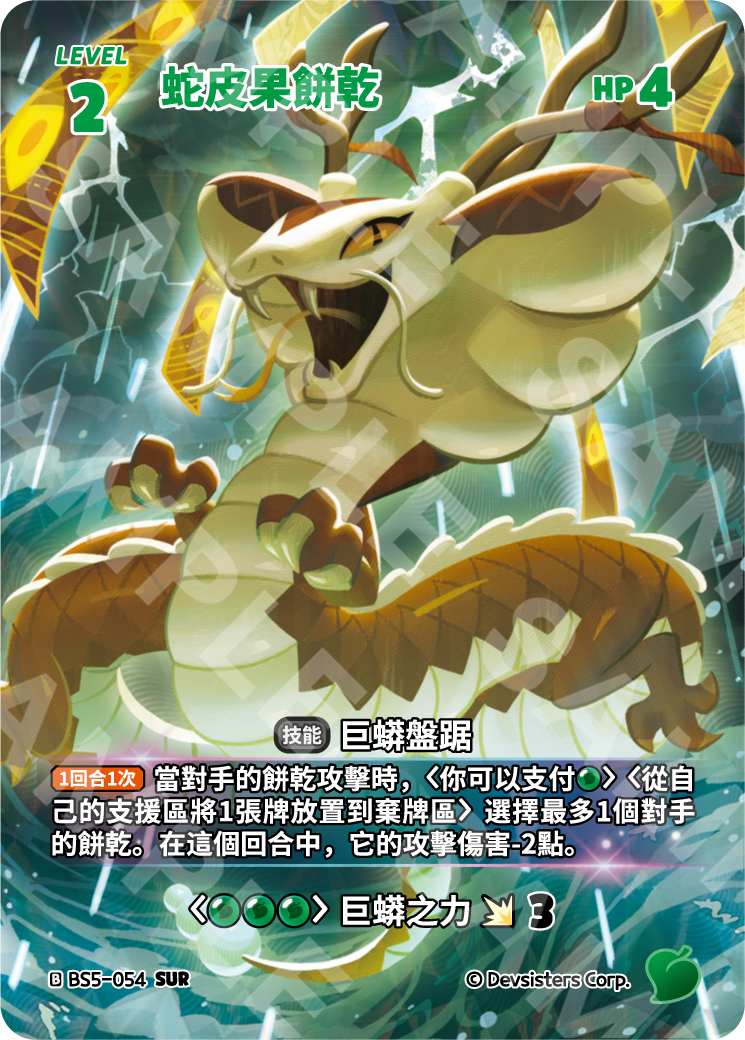 LEVEL
2
蛇皮果餅乾
HP 4
技能 巨蟒盤踞
1回合1次 當對手的餅乾攻擊時，〈你可以支付〉〈從自
己的支援區將1張牌放置到棄牌區〉選擇最多1個對手
的餅乾。在這個回合中，它的攻擊傷害-2點。
〈〉巨蟒之力 3
B BS5-054 SUR
© Devsisters Corp.
SAMPLE